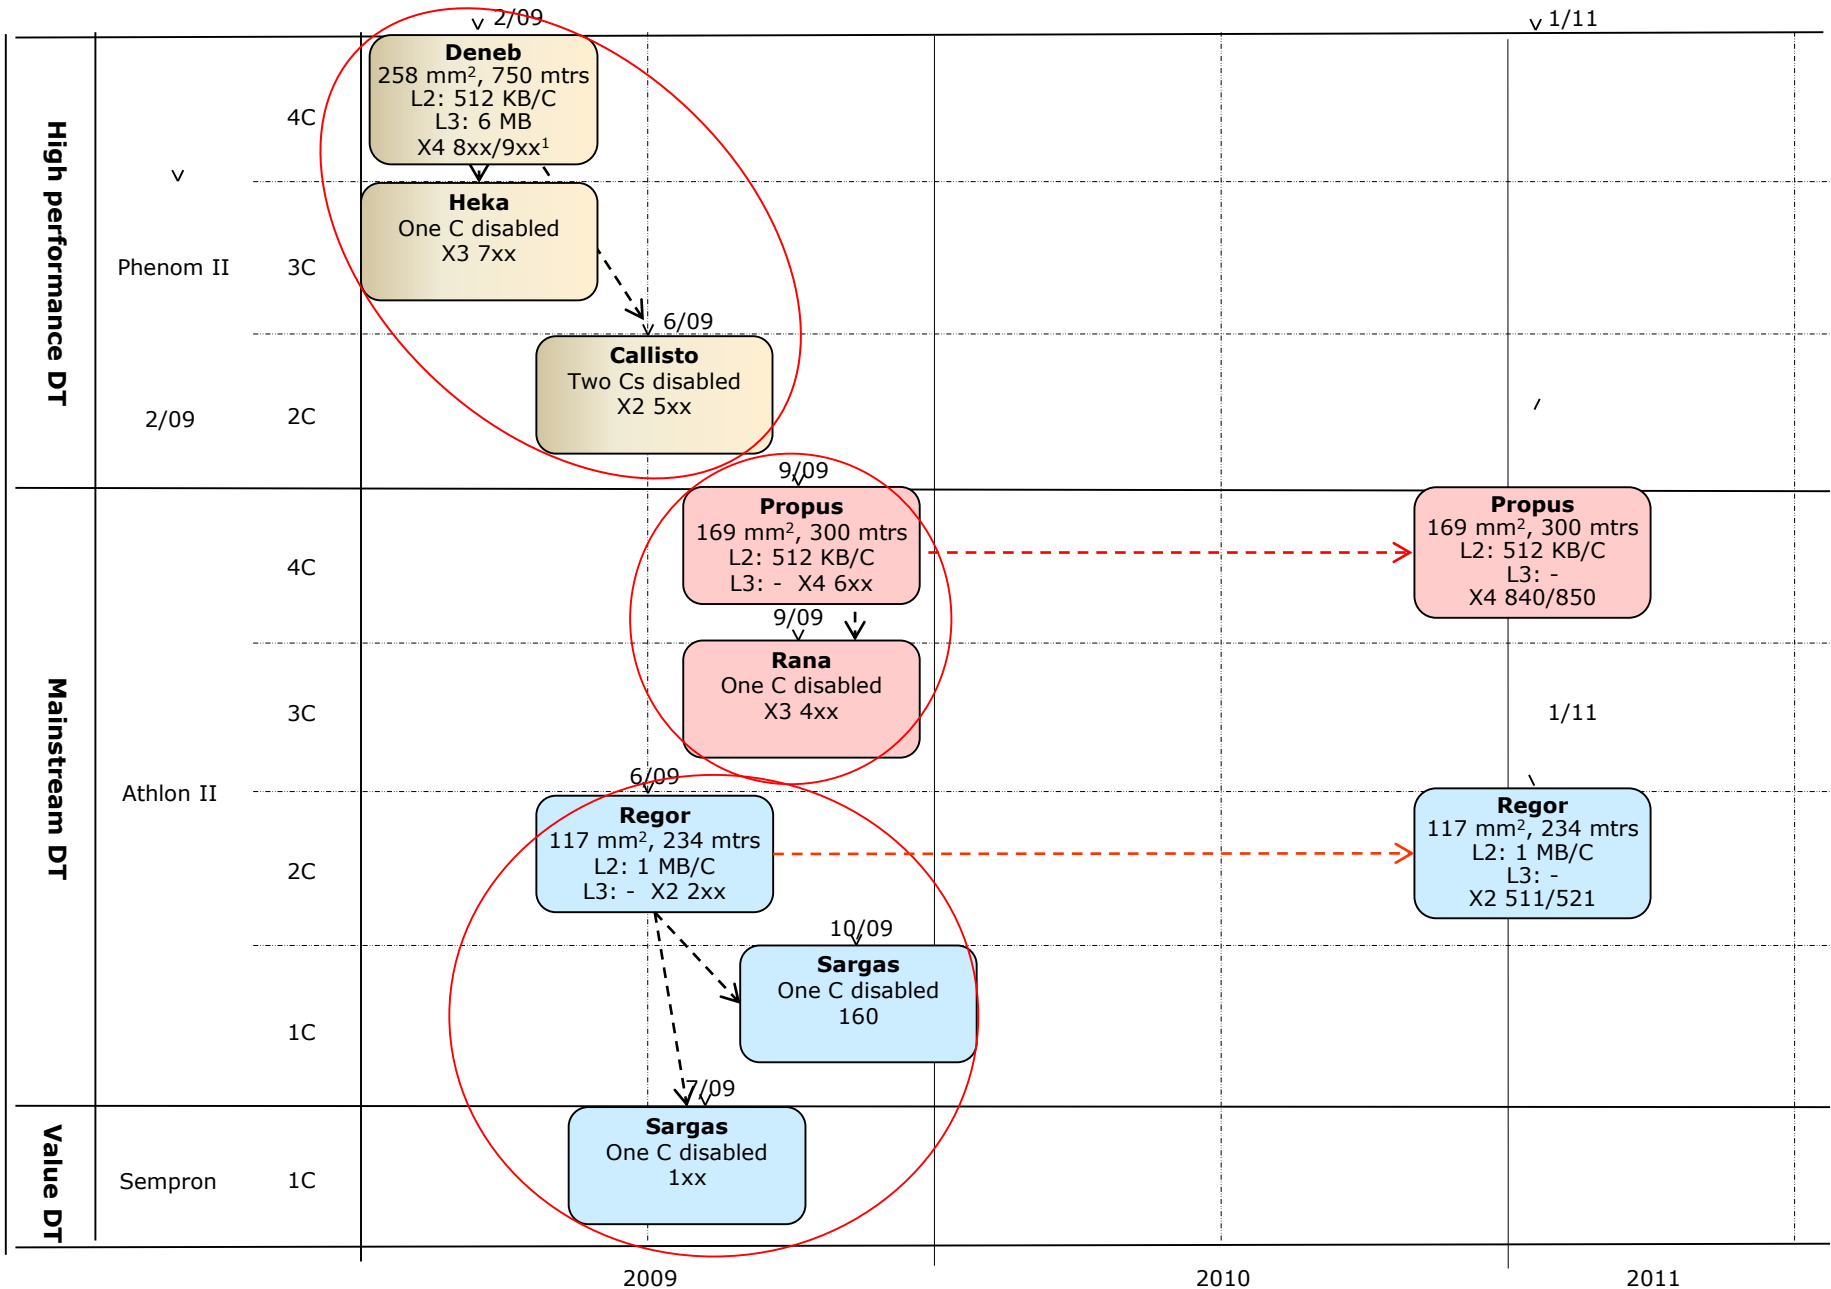 2/09
1/11
High performance DT
Phenom II
2/09
4C
3C
2C
Deneb
258 mm², 750 mtrs
L2: 512 KB/C
L3: 6 MB
X4 8xx/9xx¹
Heka
One C disabled
X3 7xx
6/09
Callisto
Two Cs disabled
X2 5xx
Mainstream DT
Athlon II
4C
3C
2C
1C
9/09
Propus
169 mm², 300 mtrs
L2: 512 KB/C
L3: - X4 6xx
Propus
169 mm², 300 mtrs
L2: 512 KB/C
L3: -
X4 840/850
9/09
Rana
One C disabled
X3 4xx
1/11
6/09
Regor
117 mm², 234 mtrs
L2: 1 MB/C
L3: - X2 2xx
Regor
117 mm², 234 mtrs
L2: 1 MB/C
L3: -
X2 511/521
10/09
Sargas
One C disabled
160
Value DT
Sempron
1C
7/09
Sargas
One C disabled
1xx
2009
2010
2011